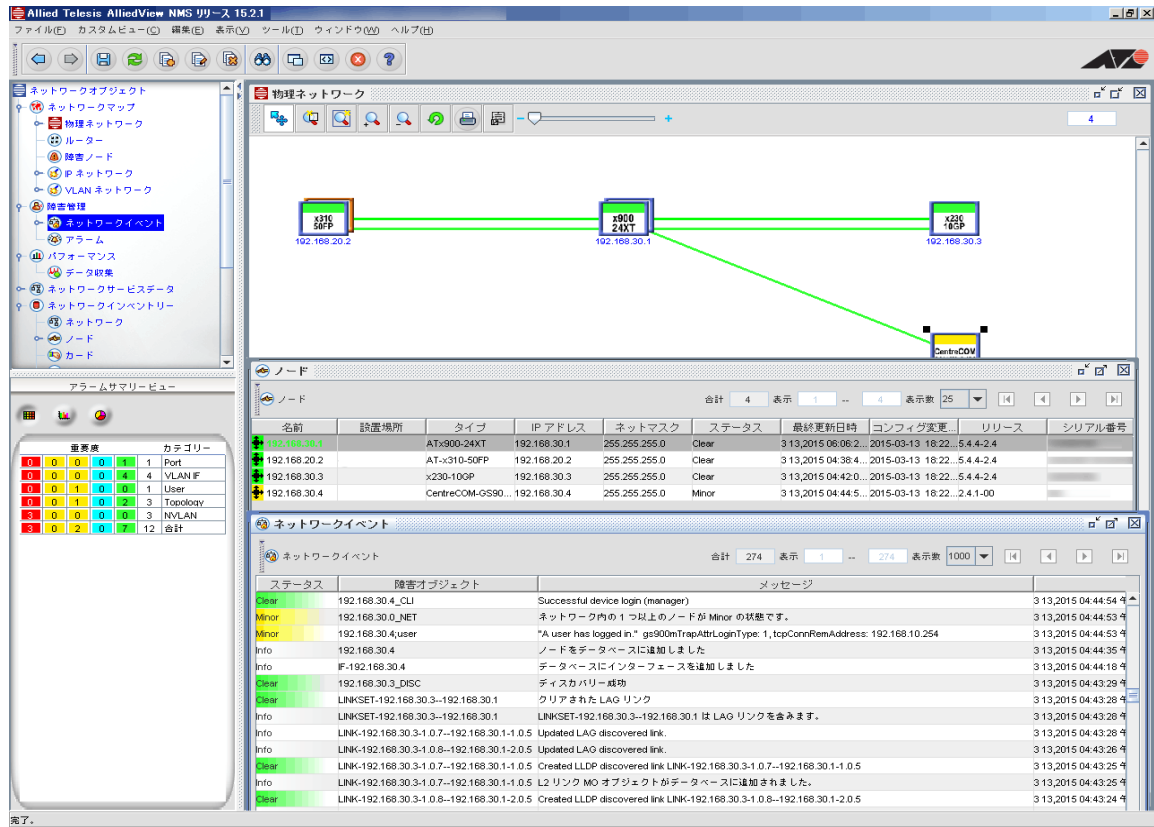 Allied Telesis AlliedView NMS リリース 15.2.1
ファイル(F) カスタムビュー(C) 編集(E) 表示(V) ツール(T) ウィンドウ(W) ヘルプ(H)
ネットワークオブジェクト
ネットワークマップ
物理ネットワーク
ルーター
障害ノード
IP ネットワーク
VLAN ネットワーク
障害管理
ネットワークイベント
アラーム
パフォーマンス
データ収集
ネットワークサービスデータ
ネットワークインベントリー
ネットワーク
ノード
カード
アラームサマリービュー
重要度 カテゴリー
0 0 0 0 1 1 Port
0 0 0 0 4 4 VLAN IF
0 0 1 0 0 1 User
0 0 1 0 2 3 Topology
3 0 0 0 0 3 NVLAN
3 0 2 0 7 12 合計
物理ネットワーク
4
x310 50FP
192.168.20.2
x900 24XT
192.168.30.1
x230 10GP
192.168.30.3
CentreCOM
ノード
ノード 合計 4 表示 1 -- 4 表示数 25
名前 設置場所 タイプ IP アドレス ネットマスク ステータス 最終更新日時 コンフィグ変更... リリース シリアル番号
192.168.30.1 ATx900-24XT 192.168.30.1 255.255.255.0 Clear 3 13,2015 06:06:2... 2015-03-13 18:22... 5.4.4-2.4
192.168.20.2 AT-x310-50FP 192.168.20.2 255.255.255.0 Clear 3 13,2015 04:38:4... 2015-03-13 18:22... 5.4.4-2.4
192.168.30.3 x230-10GP 192.168.30.3 255.255.255.0 Clear 3 13,2015 04:42:0... 2015-03-13 18:22... 5.4.4-2.4
192.168.30.4 CentreCOM-GS90... 192.168.30.4 255.255.255.0 Minor 3 13,2015 04:44:5... 2015-03-13 18:22... 2.4.1-00
ネットワークイベント
ネットワークイベント 合計 274 表示 1 -- 274 表示数 1000
ステータス 障害オブジェクト メッセージ
Clear 192.168.30.4_CLI Successful device login (manager) 3 13,2015 04:44:54 午
Minor 192.168.30.0_NET ネットワーク内の 1 つ以上のノードが Minor の状態です。 3 13,2015 04:44:53 午
Minor 192.168.30.4;user "A user has logged in." gs900mTrapAttrLoginType: 1, tcpConnRemAddress: 192.168.10.254 3 13,2015 04:44:53 午
Info 192.168.30.4 ノードをデータベースに追加しました 3 13,2015 04:44:35 午
Info IF-192.168.30.4 データベースにインターフェースを追加しました 3 13,2015 04:44:18 午
Clear 192.168.30.3_DISC ディスカバリー成功 3 13,2015 04:43:29 午
Clear LINKSET-192.168.30.3--192.168.30.1 クリアされた LAG リンク 3 13,2015 04:43:28 午
Info LINKSET-192.168.30.3--192.168.30.1 LINKSET-192.168.30.3--192.168.30.1 は LAG リンクを含みます。 3 13,2015 04:43:28 午
Info LINK-192.168.30.3-1.0.7--192.168.30.1-1.0.5 Updated LAG discovered link. 3 13,2015 04:43:28 午
Info LINK-192.168.30.3-1.0.8--192.168.30.1-2.0.5 Updated LAG discovered link. 3 13,2015 04:43:26 午
Clear LINK-192.168.30.3-1.0.7--192.168.30.1-1.0.5 Created LLDP discovered link LINK-192.168.30.3-1.0.7--192.168.30.1-1.0.5 3 13,2015 04:43:25 午
Info LINK-192.168.30.3-1.0.7--192.168.30.1-1.0.5 L2 リンク MO オブジェクトがデータベースに追加されました。 3 13,2015 04:43:25 午
Clear LINK-192.168.30.3-1.0.8--192.168.30.1-2.0.5 Created LLDP discovered link LINK-192.168.30.3-1.0.8--192.168.30.1-2.0.5 3 13,2015 04:43:24 午
完了。